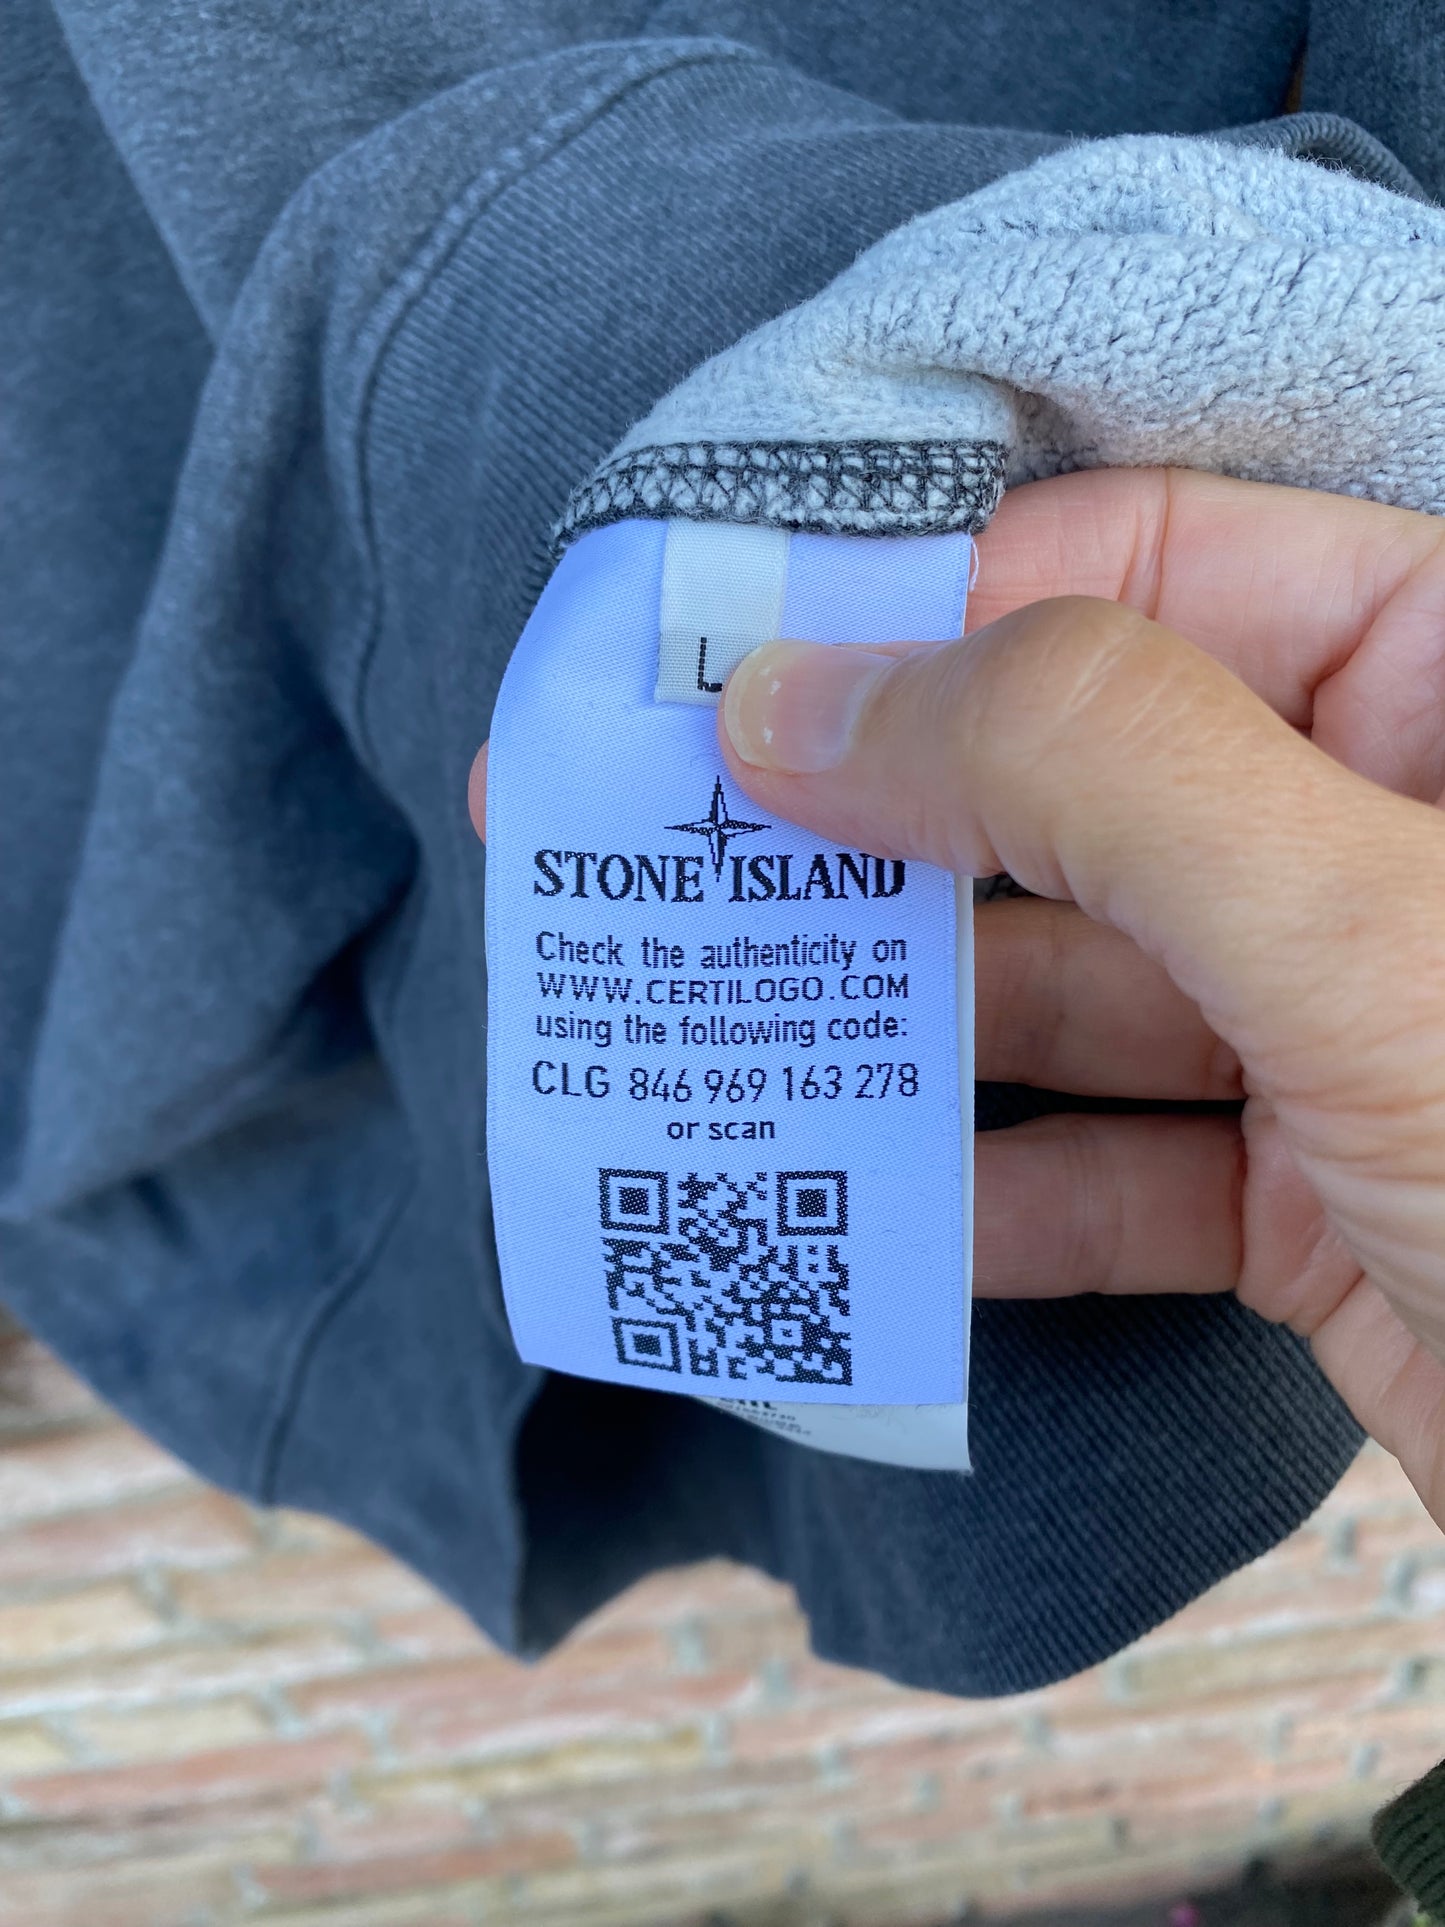 L
STONE ISLAND
Check the authenticity on
WWW.CERTILOGO.COM
using the following code:
CLG 846 969 163 278
or scan